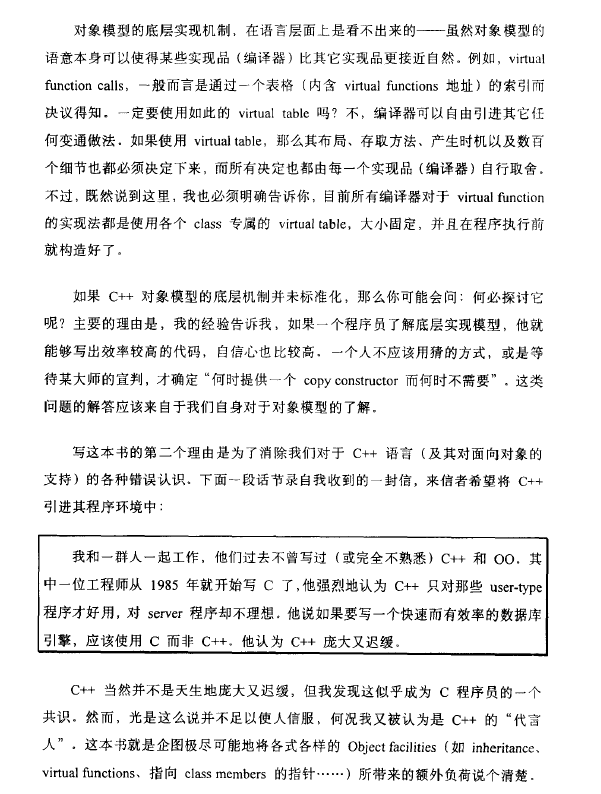 对象模型的底层实现机制，在语言层面上是看不出来的——虽然对象模型的
语意本身可以使得某些实现品（编译器）比其它实现品更接近自然。例如，virtual
function calls，一般而言是通过一个表格（内含 virtual functions 地址）的索引而
决议得知。一定要使用如此的 virtual table 吗？不，编译器可以自由引进其它任
何变通做法。如果使用 virtual table，那么其布局、存取方法、产生时机以及数百
个细节也都必须决定下来，而所有决定也都由每一个实现品（编译器）自行取舍。
不过，既然说到这里，我也必须明确告诉你，目前所有编译器对于 virtual function
的实现法都是使用各个 class 专属的 virtual table，大小固定，并且在程序执行前
就构造好了。
如果 C++ 对象模型的底层机制并未标准化，那么你可能会问：何必探讨它
呢？主要的理由是，我的经验告诉我，如果一个程序员了解底层实现模型，他就
能够写出效率较高的代码，自信心也比较高。一个人不应该用猜的方式，或是等
待某大师的宣判，才确定“何时提供一个 copy constructor 而何时不需要”。这类
问题的解答应该来自于我们自身对于对象模型的了解。
写这本书的第二个理由是为了消除我们对于 C++ 语言（及其对面向对象的
支持）的各种错误认识。下面一段话节录自我收到的一封信，来信者希望将 C++
引进其程序环境中：
我和一群人一起工作，他们过去不曾写过（或完全不熟悉）C++ 和 OO。其
中一位工程师从 1985 年就开始写 C 了，他强烈地认为 C++ 只对那些 user-type
程序才好用，对 server 程序却不理想。他说如果要写一个快速而有效率的数据库
引擎，应该使用 C 而非 C++。他认为 C++ 庞大又迟缓。
C++ 当然并不是天生地庞大又迟缓，但我发现这似乎成为 C 程序员的一个
共识。然而，光是这么说并不足以使人信服，何况我又被认为是 C++ 的“代言
人”。这本书就是企图极尽可能地将各式各样的 Object facilities（如 inheritance、
virtual functions、指向 class members 的指针……）所带来的额外负荷说个清楚。